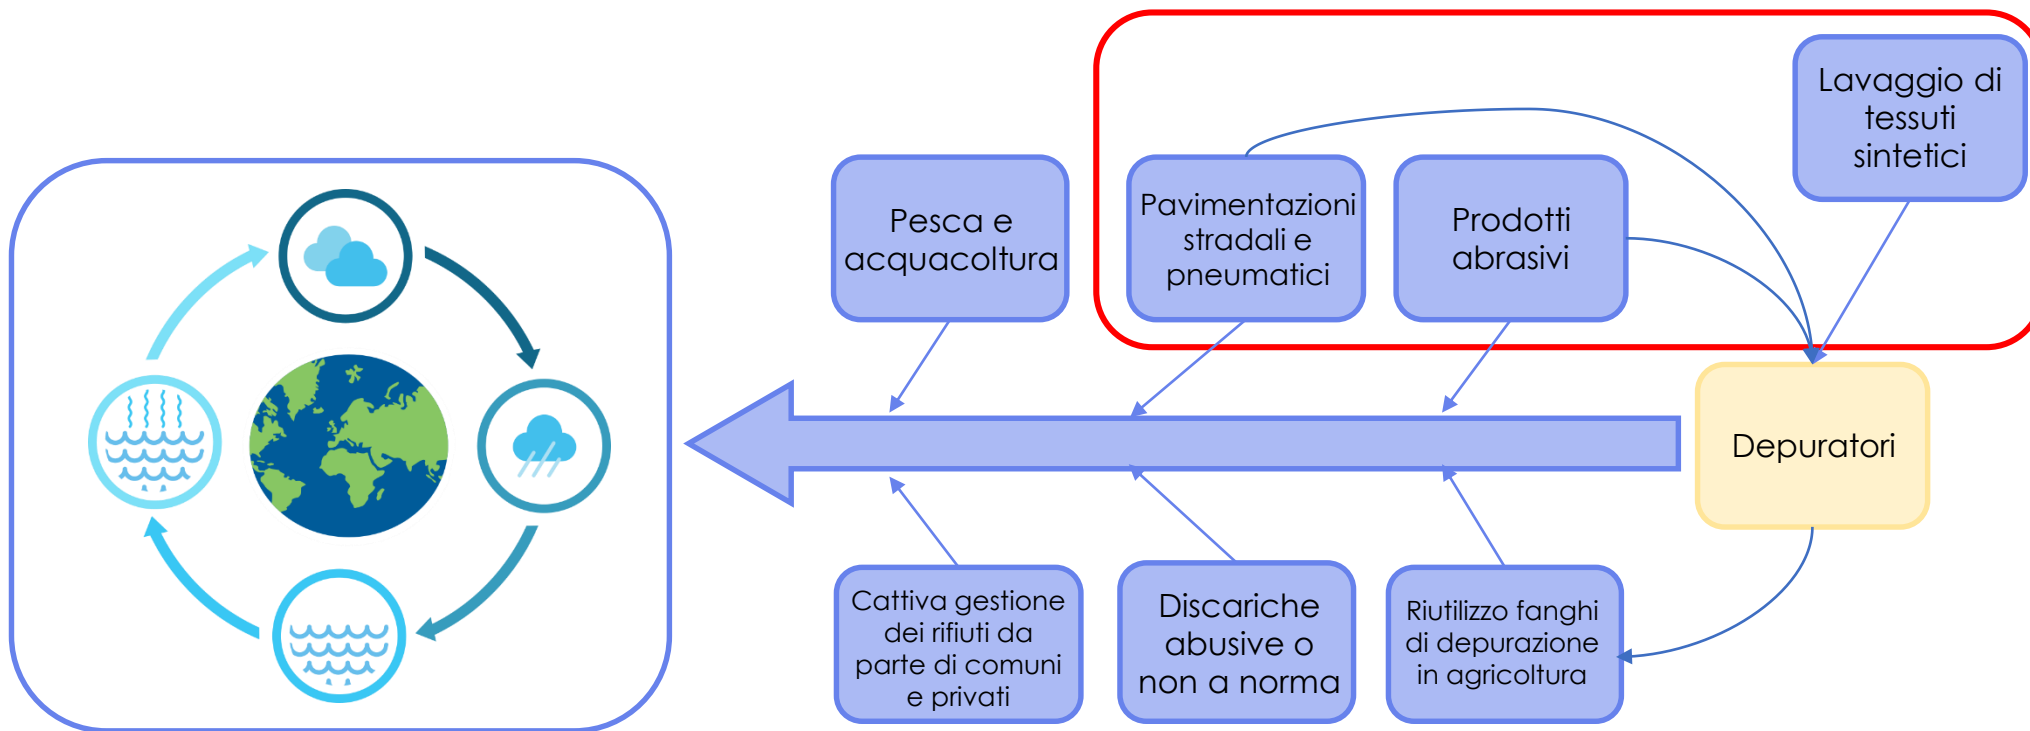 Lavaggio di
tessuti
sintetici
Pesca e
acquacoltura
Pavimentazioni
stradali e
pneumatici
Prodotti
abrasivi
Depuratori
Cattiva gestione
dei rifiuti da
parte di comuni
e privati
Discariche
abusive o
non a norma
Riutilizzo fanghi
di depurazione
in agricoltura